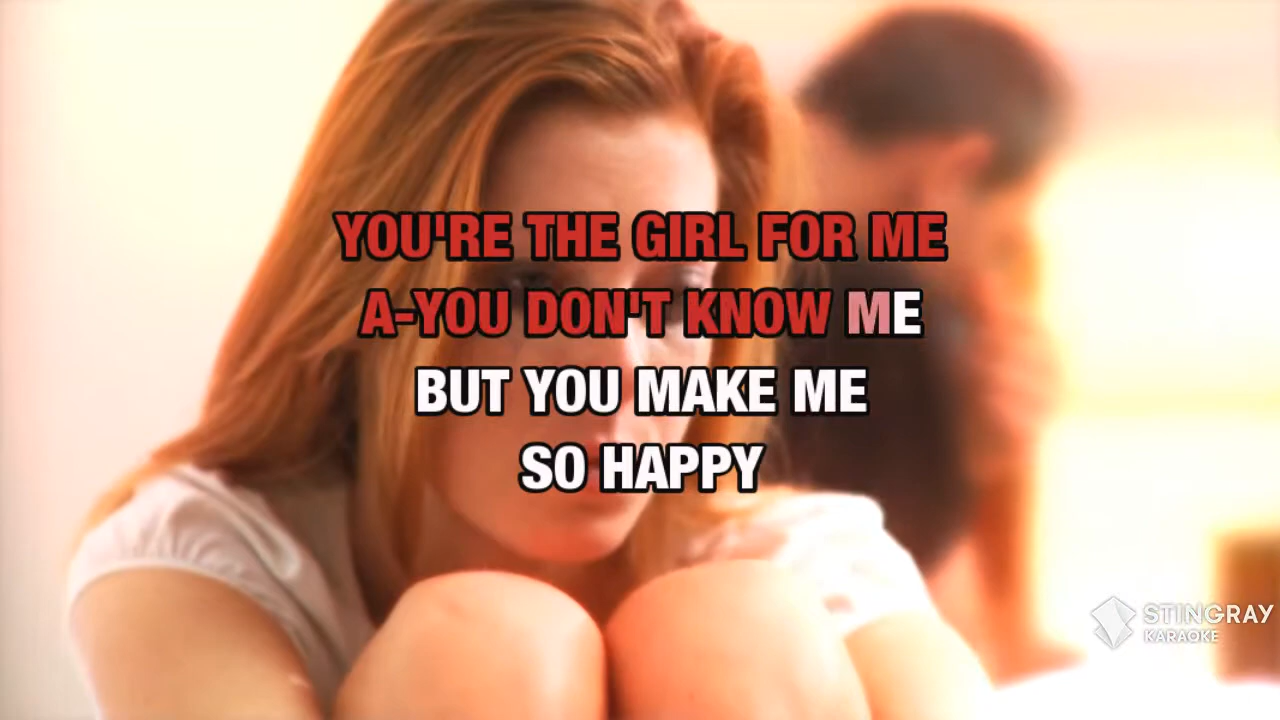 YOU'RE THE GIRL FOR ME
A-YOU DON'T KNOW ME
BUT YOU MAKE ME
SO HAPPY
STINGRAY
KARAOKE